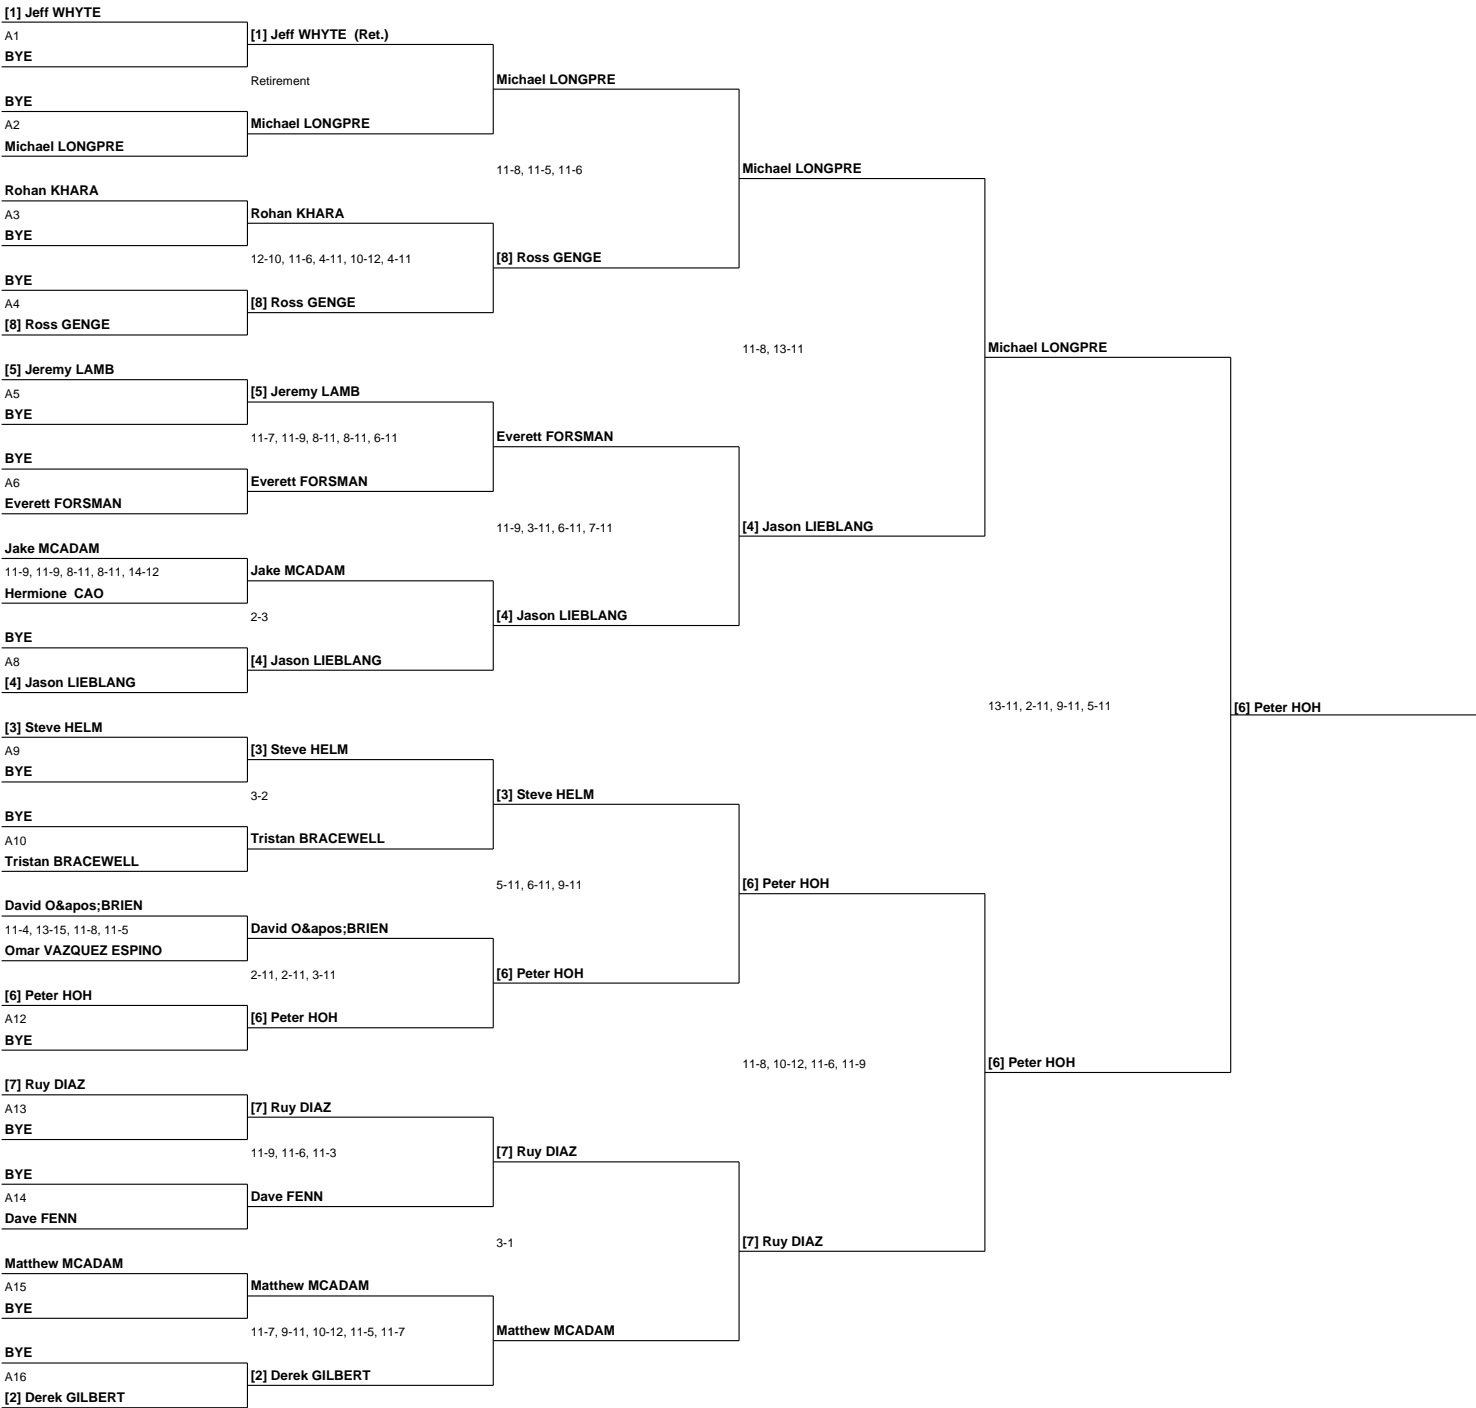 [1] Jeff WHYTE
A1
BYE
BYE
A2
Michael LONGPRE
Rohan KHARA
A3
BYE
BYE
A4
[8] Ross GENGE
[5] Jeremy LAMB
A5
BYE
BYE
A6
Everett FORSMAN
Jake MCADAM
11-9, 11-9, 8-11, 8-11, 14-12
Hermione  CAO
BYE
A8
[4] Jason LIEBLANG
[3] Steve HELM
A9
BYE
BYE
A10
Tristan BRACEWELL
David O&apos;BRIEN
11-4, 13-15, 11-8, 11-5
Omar VAZQUEZ ESPINO
[6] Peter HOH
A12
BYE
[7] Ruy DIAZ
A13
BYE
BYE
A14
Dave FENN
Matthew MCADAM
A15
BYE
BYE
A16
[2] Derek GILBERT
[1] Jeff WHYTE  (Ret.)
Retirement
Michael LONGPRE
Rohan KHARA
12-10, 11-6, 4-11, 10-12, 4-11
[8] Ross GENGE
[5] Jeremy LAMB
11-7, 11-9, 8-11, 8-11, 6-11
Everett FORSMAN
Jake MCADAM
2-3
[4] Jason LIEBLANG
[3] Steve HELM
3-2
Tristan BRACEWELL
David O&apos;BRIEN
2-11, 2-11, 3-11
[6] Peter HOH
[7] Ruy DIAZ
11-9, 11-6, 11-3
Dave FENN
Matthew MCADAM
11-7, 9-11, 10-12, 11-5, 11-7
[2] Derek GILBERT
Michael LONGPRE
11-8, 11-5, 11-6
[8] Ross GENGE
Everett FORSMAN
11-9, 3-11, 6-11, 7-11
[4] Jason LIEBLANG
[3] Steve HELM
5-11, 6-11, 9-11
[6] Peter HOH
[7] Ruy DIAZ
3-1
Matthew MCADAM
Michael LONGPRE
11-8, 13-11
[4] Jason LIEBLANG
[6] Peter HOH
11-8, 10-12, 11-6, 11-9
[7] Ruy DIAZ
Michael LONGPRE
13-11, 2-11, 9-11, 5-11
[6] Peter HOH
[6] Peter HOH